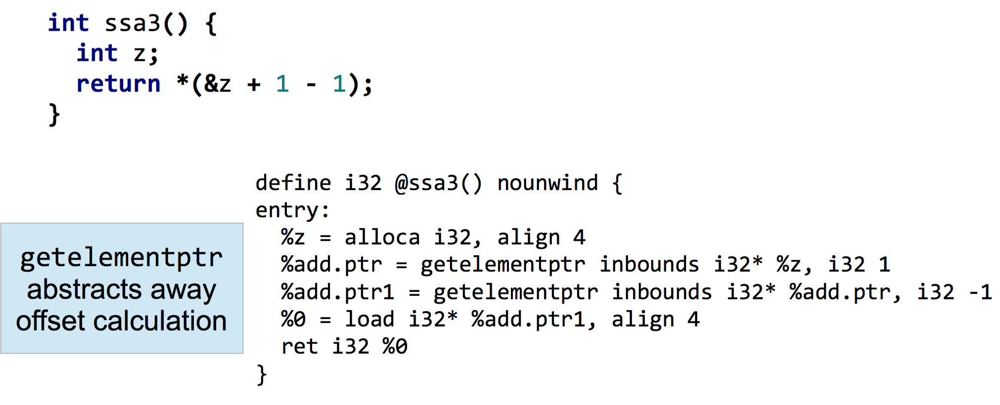 int ssa3() {
  int z;
  return *(&z + 1 - 1);
}
define i32 @ssa3() nounwind {
entry:
  %z = alloca i32, align 4
  %add.ptr = getelementptr inbounds i32* %z, i32 1
  %add.ptr1 = getelementptr inbounds i32* %add.ptr, i32 -1
  %0 = load i32* %add.ptr1, align 4
  ret i32 %0
}
getelementptr
abstracts away
offset calculation